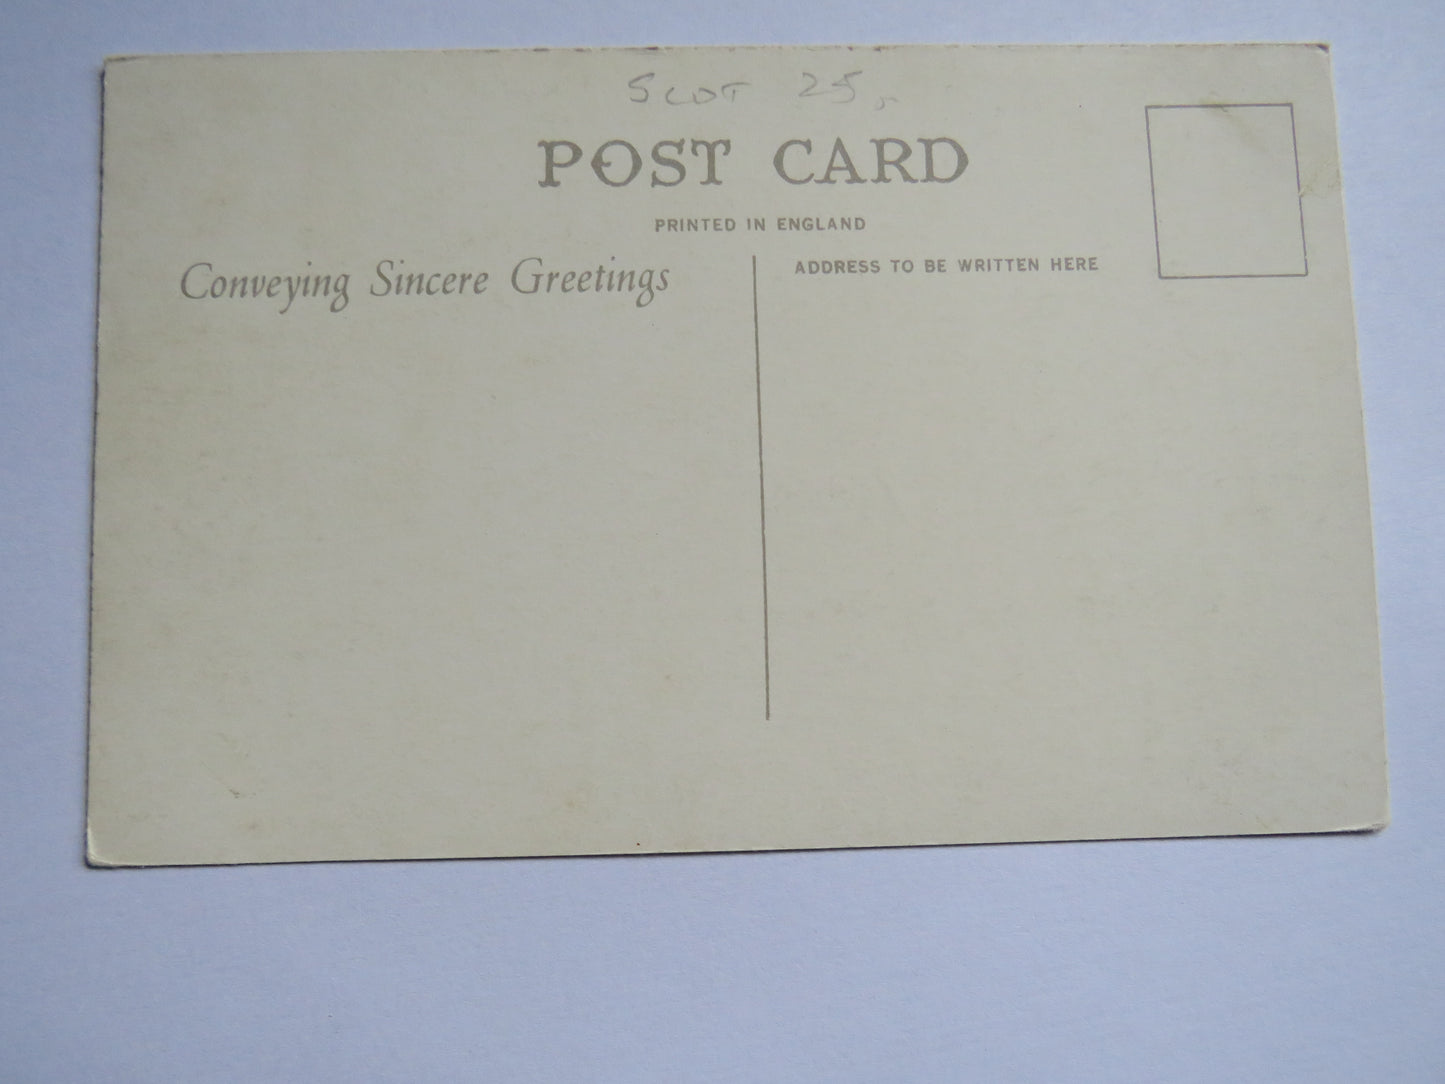 SCOT 25
POST CARD
PRINTED IN ENGLAND
Conveying Sincere Greetings
ADDRESS TO BE WRITTEN HERE